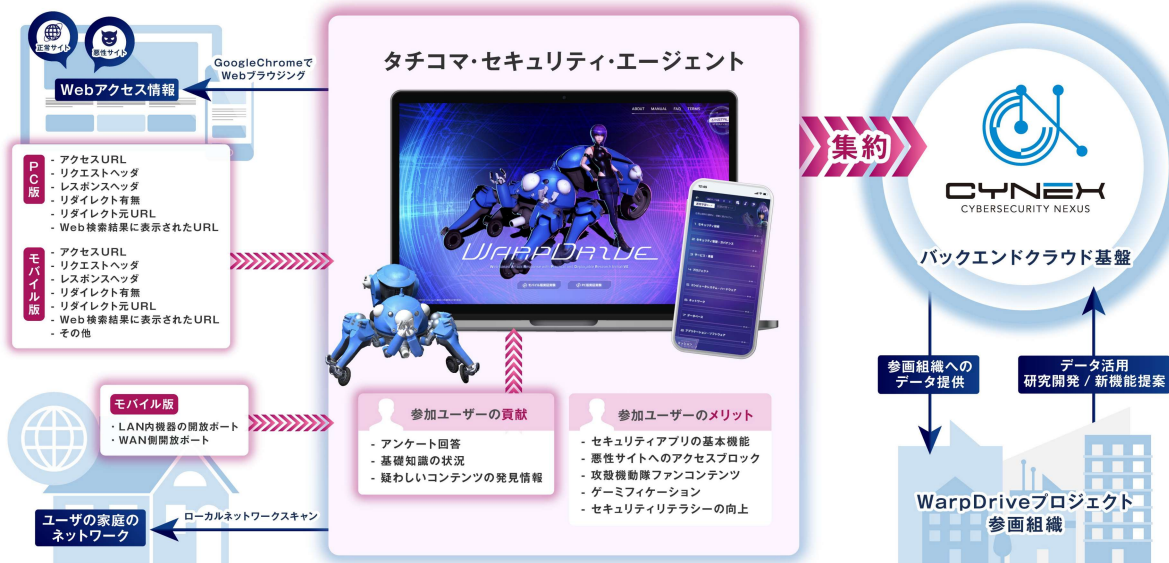 正常サイト
悪性サイト
Webアクセス情報
GoogleChromeで
Webブラウジング
PC版
- アクセスURL
- リクエストヘッダ
- レスポンスヘッダ
- リダイレクト有無
- リダイレクト元URL
- Web検索結果に表示されたURL
モバイル版
- アクセスURL
- リクエストヘッダ
- レスポンスヘッダ
- リダイレクト有無
- リダイレクト元URL
- Web検索結果に表示されたURL
- その他
モバイル版
・LAN内機器の開放ポート
・WAN側開放ポート
ユーザの家庭の
ネットワーク
ローカルネットワークスキャン
タチコマ・セキュリティ・エージェント
ABOUT MANUAL FAQ TERMS
WARPDRIVE
参加ユーザーの貢献
- アンケート回答
- 基礎知識の状況
- 疑わしいコンテンツの発見情報
参加ユーザーのメリット
- セキュリティアプリの基本機能
- 悪性サイトへのアクセスブロック
- 攻殻機動隊ファンコンテンツ
- ゲーミフィケーション
- セキュリティリテラシーの向上
集約
CYNEX
CYBERSECURITY NEXUS
バックエンドクラウド基盤
参画組織への
データ提供
データ活用
研究開発 / 新機能提案
WarpDriveプロジェクト
参画組織